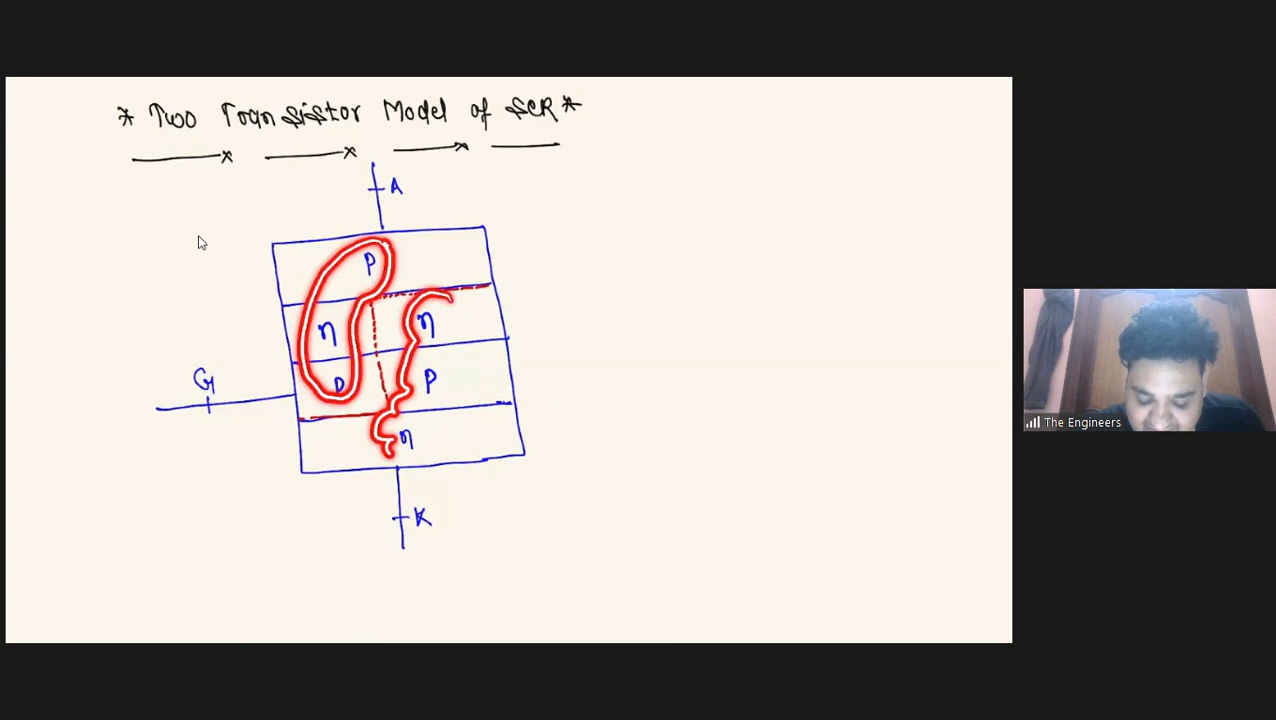 * Two Transistor Model of SCR *
A
P
η η
G P P
η
K
The Engineers